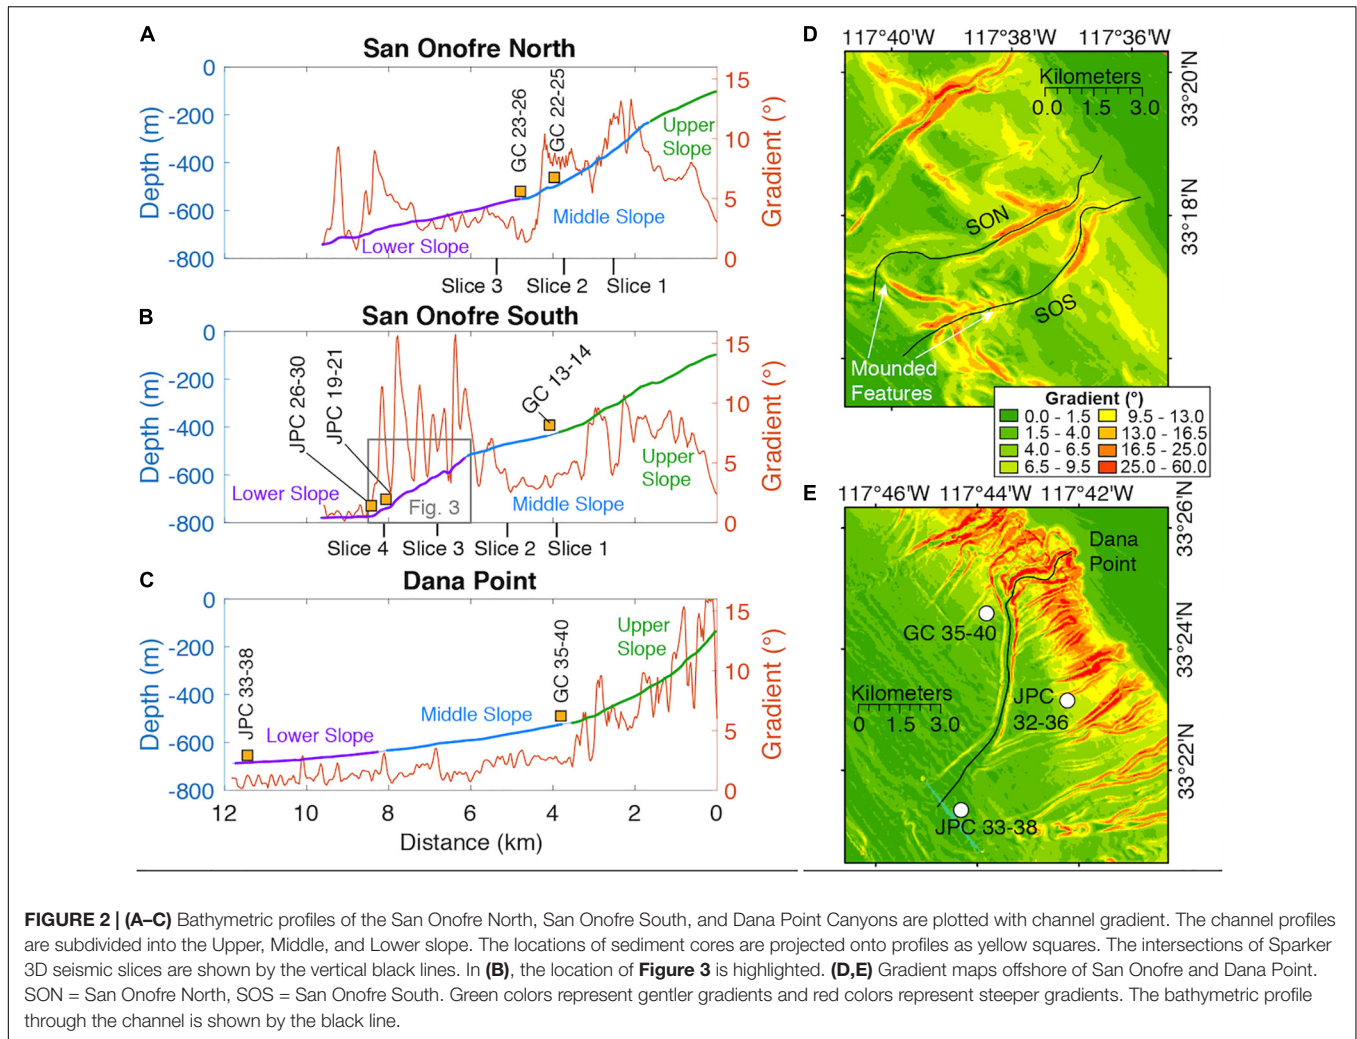 A
San Onofre North
0
-200
-400
-600
-800
Depth (m)
15
10
5
0
Gradient (°)
GC 23-26
GC 22-25
Upper
Slope
Middle Slope
Lower Slope
Slice 3
Slice 2
Slice 1
B
San Onofre South
0
-200
-400
-600
-800
Depth (m)
15
10
5
0
Gradient (°)
JPC 26-30
JPC 19-21
GC 13-14
Upper
Slope
Lower Slope
Fig. 3
Middle Slope
Slice 4
Slice 3
Slice 2
Slice 1
C
Dana Point
0
-200
-400
-600
-800
Depth (m)
15
10
5
0
Gradient (°)
JPC 33-38
GC 35-40
Upper
Slope
Middle Slope
Lower Slope
12
10
8
6
4
2
0
Distance (km)
D
117°40'W
117°38'W
117°36'W
33°20'N
33°18'N
Kilometers
0.0 1.5 3.0
SON
SOS
Mounded
Features
Gradient (°)
0.0 - 1.5
9.5 - 13.0
1.5 - 4.0
13.0 - 16.5
4.0 - 6.5
16.5 - 25.0
6.5 - 9.5
25.0 - 60.0
E
117°46'W
117°44'W
117°42'W
33°26'N
33°24'N
33°22'N
Dana
Point
GC 35-40
Kilometers
0 1.5 3.0
JPC
32-36
JPC 33-38
FIGURE 2 | (A–C) Bathymetric profiles of the San Onofre North, San Onofre South, and Dana Point Canyons are plotted with channel gradient. The channel profiles
are subdivided into the Upper, Middle, and Lower slope. The locations of sediment cores are projected onto profiles as yellow squares. The intersections of Sparker
3D seismic slices are shown by the vertical black lines. In (B), the location of Figure 3 is highlighted. (D,E) Gradient maps offshore of San Onofre and Dana Point.
SON = San Onofre North, SOS = San Onofre South. Green colors represent gentler gradients and red colors represent steeper gradients. The bathymetric profile
through the channel is shown by the black line.